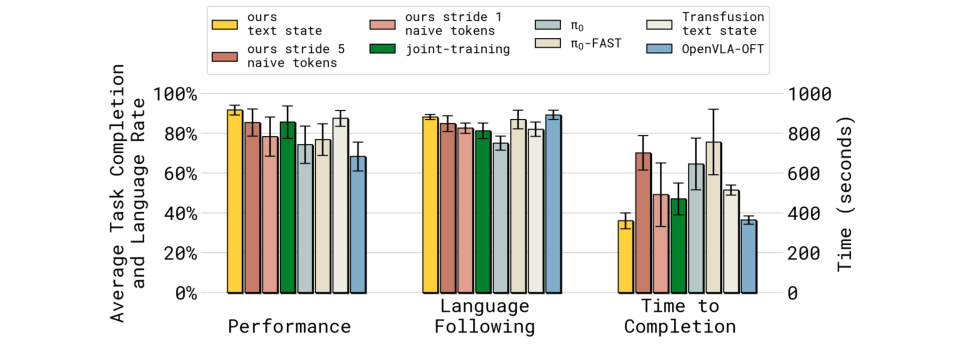 ours
text state
ours stride 5
naive tokens
ours stride 1
naive tokens
joint-training
π₀
π₀-FAST
Transfusion
text state
OpenVLA-OFT
Average Task Completion
and Language Rate
100%
80%
60%
40%
20%
0%
1000
800
600
400
200
0
Time (seconds)
Performance
Language
Following
Time to
Completion